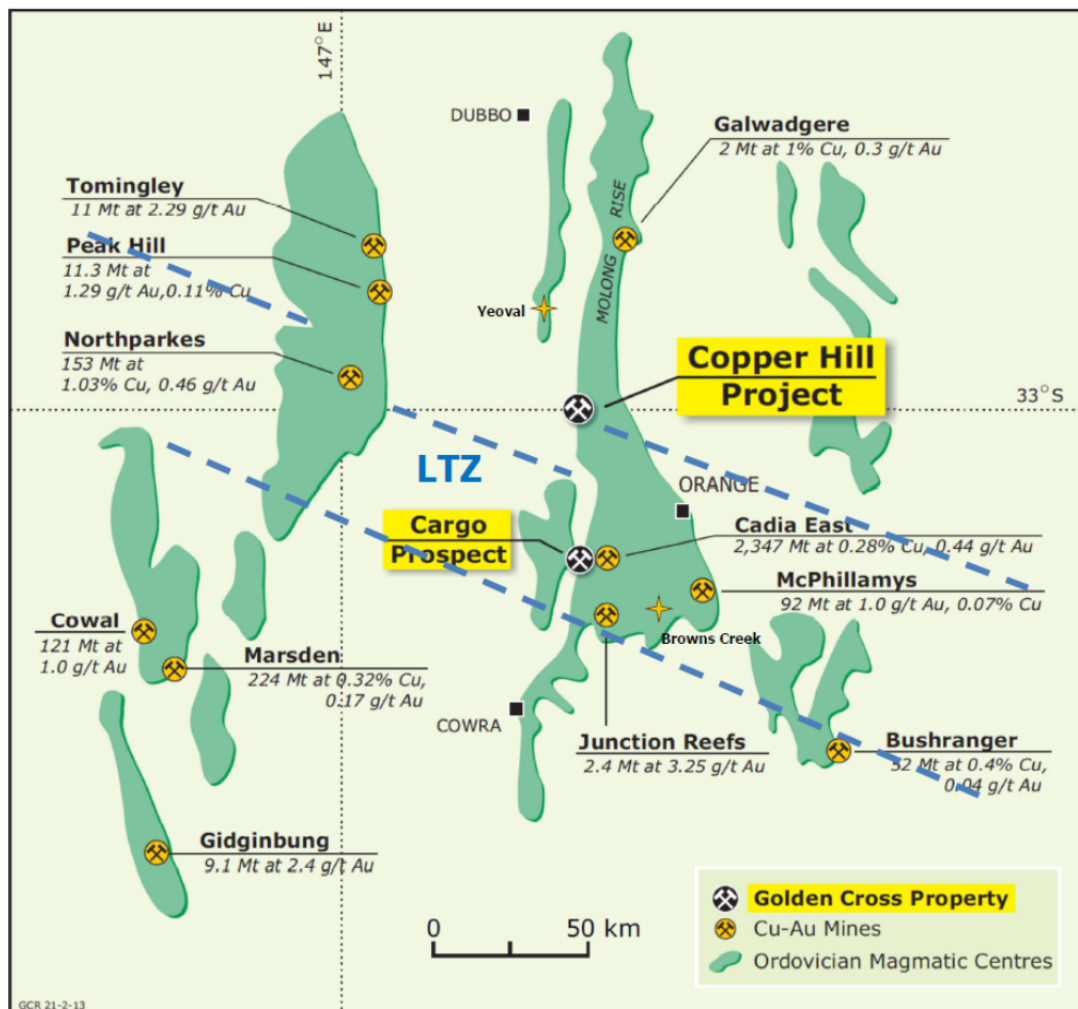 147°E
DUBBO
Galwadgere
2 Mt at 1% Cu, 0.3 g/t Au
Tomingley
11 Mt at 2.29 g/t Au
MOLONG RISE
Peak Hill
11.3 Mt at
1.29 g/t Au,0.11% Cu
Yeoval
Northparkes
153 Mt at
1.03% Cu, 0.46 g/t Au
Copper Hill
Project
33°S
LTZ
ORANGE
Cargo
Prospect
Cadia East
2,347 Mt at 0.28% Cu, 0.44 g/t Au
McPhillamys
92 Mt at 1.0 g/t Au, 0.07% Cu
Cowal
121 Mt at
1.0 g/t Au
Browns Creek
Marsden
224 Mt at 0.32% Cu,
0.17 g/t Au
COWRA
Junction Reefs
2.4 Mt at 3.25 g/t Au
Bushranger
52 Mt at 0.4% Cu,
0.04 g/t Au
Gidginbung
9.1 Mt at 2.4 g/t Au
0 50 km
Golden Cross Property
Cu-Au Mines
Ordovician Magmatic Centres
GCR 21-2-13